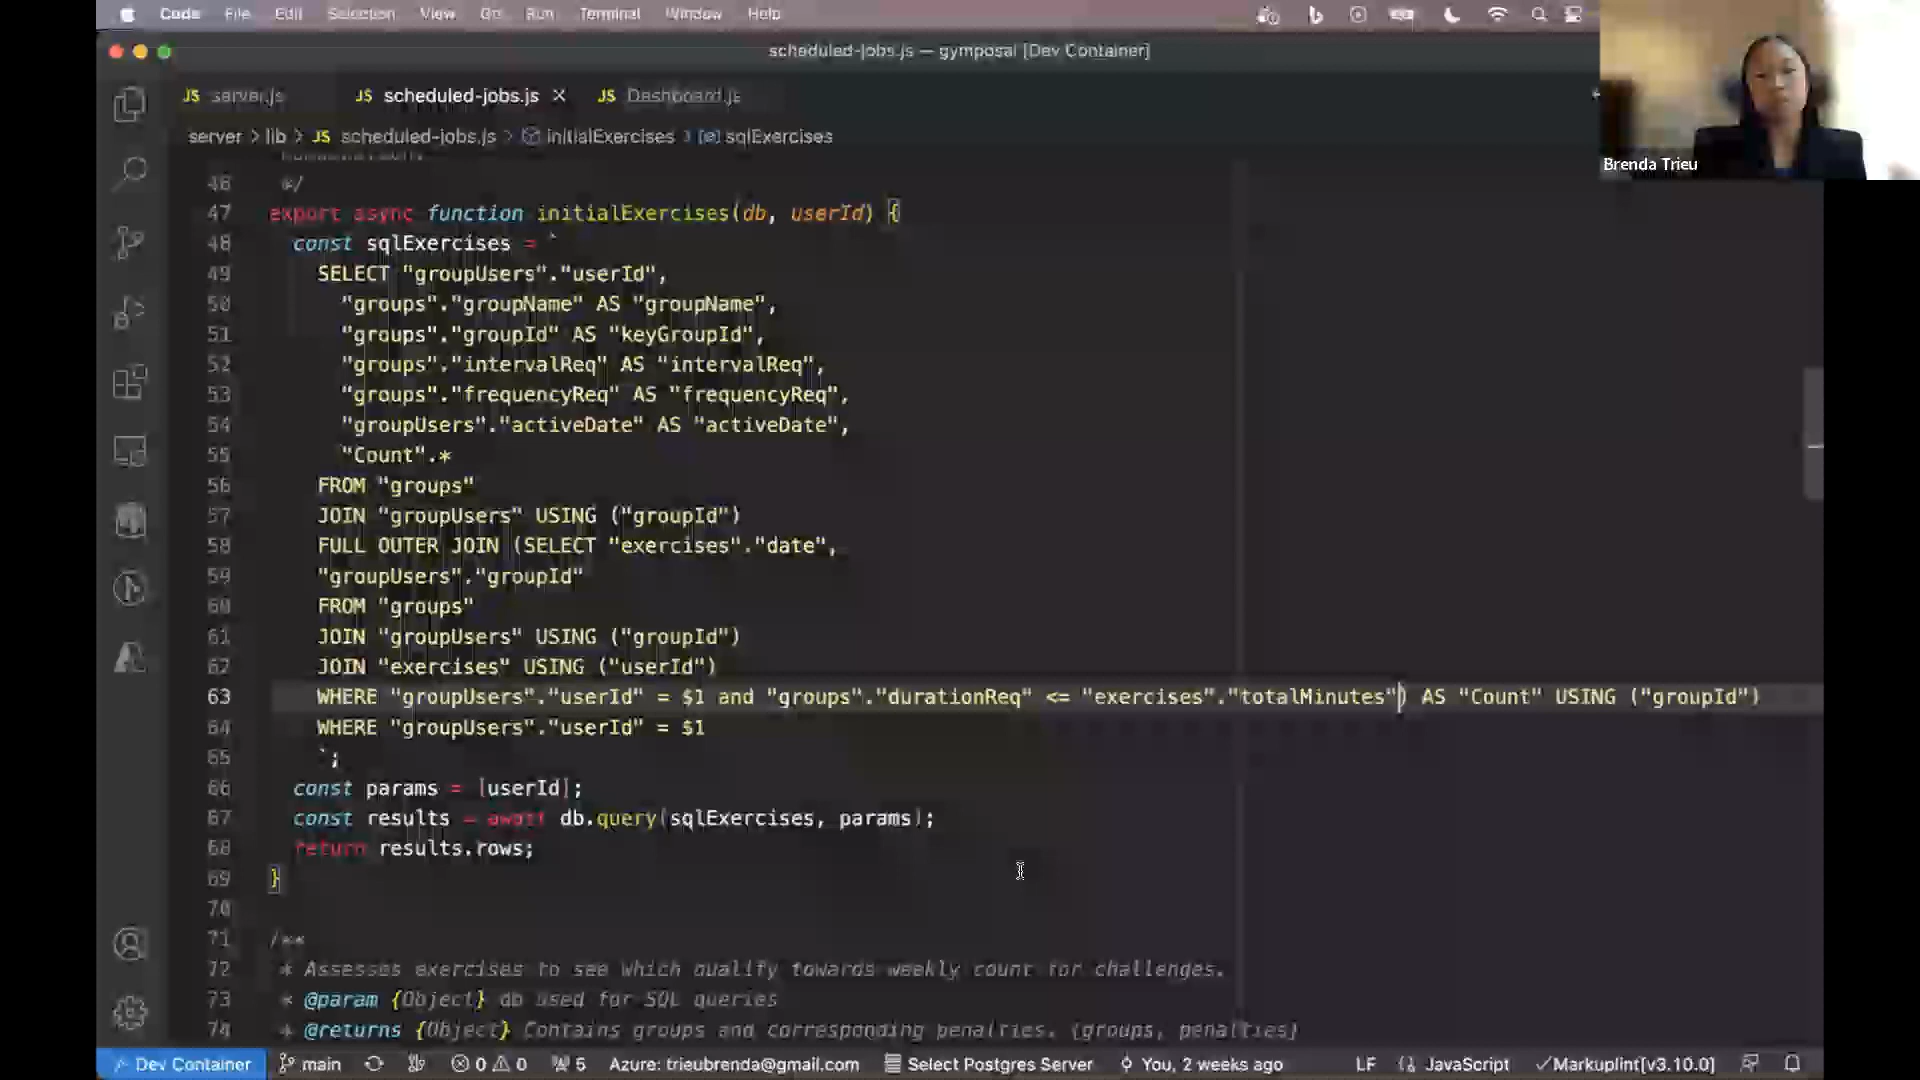 Code File Edit Selection View Go Run Terminal Window Help
scheduled-jobs.js — gymposal [Dev Container]
JS server.js JS scheduled-jobs.js × JS Dashboard.js
server > lib > JS scheduled-jobs.js > initialExercises > sqlExercises
Brenda Trieu
46 */
47 export async function initialExercises(db, userId) {
48 const sqlExercises = `
49 SELECT "groupUsers"."userId",
50 "groups"."groupName" AS "groupName",
51 "groups"."groupId" AS "keyGroupId",
52 "groups"."intervalReq" AS "intervalReq",
53 "groups"."frequencyReq" AS "frequencyReq",
54 "groupUsers"."activeDate" AS "activeDate",
55 "Count".*
56 FROM "groups"
57 JOIN "groupUsers" USING ("groupId")
58 FULL OUTER JOIN (SELECT "exercises"."date",
59 "groupUsers"."groupId"
60 FROM "groups"
61 JOIN "groupUsers" USING ("groupId")
62 JOIN "exercises" USING ("userId")
63 WHERE "groupUsers"."userId" = $1 and "groups"."durationReq" <= "exercises"."totalMinutes") AS "Count" USING ("groupId")
64 WHERE "groupUsers"."userId" = $1
65 `;
66 const params = [userId];
67 const results = await db.query(sqlExercises, params);
68 return results.rows;
69 }
70
71 /**
72 * Assesses exercises to see which qualify towards weekly count for challenges.
73 * @param {Object} db used for SQL queries
74 * @returns {Object} Contains groups and corresponding penalties. {groups, penalties}
Dev Container main 0 0 5 Azure: trieubrenda@gmail.com Select Postgres Server You, 2 weeks ago LF {} JavaScript ✓Markuplint[v3.10.0]